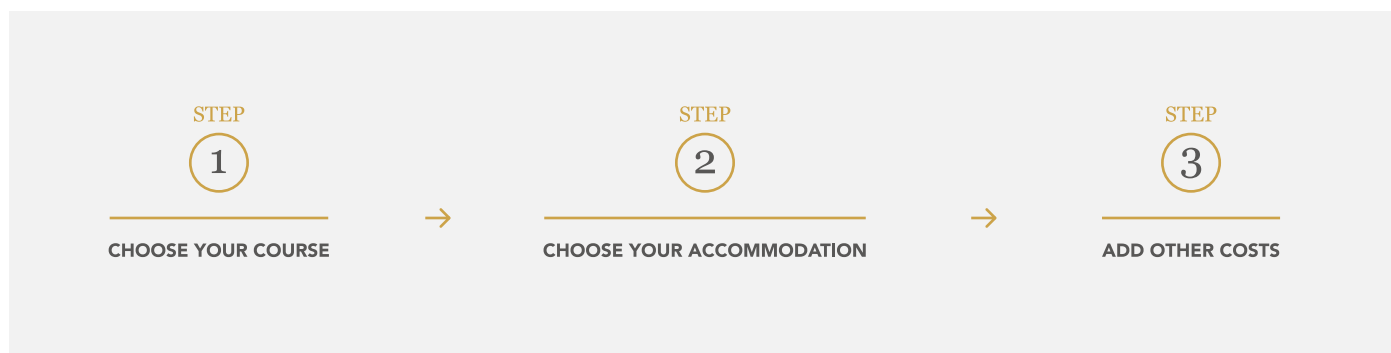 STEP
1
CHOOSE YOUR COURSE
STEP
2
CHOOSE YOUR ACCOMMODATION
STEP
3
ADD OTHER COSTS